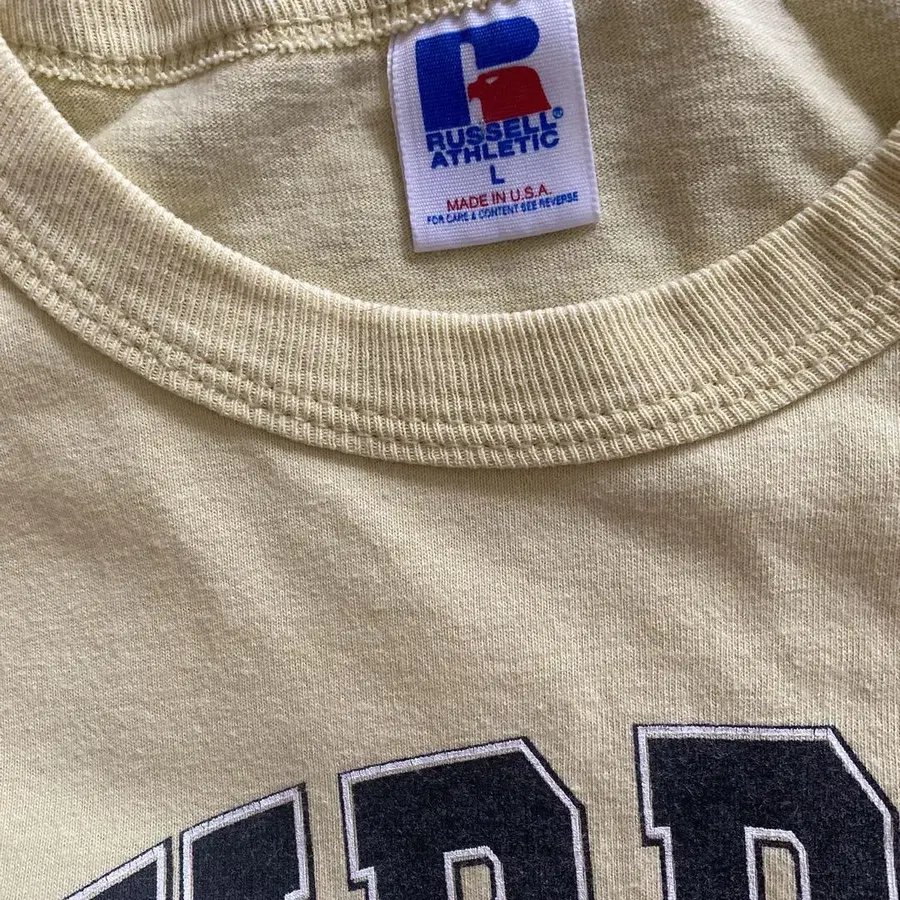 R
RUSSELL®
ATHLETIC
L
MADE IN U.S.A.
FOR CARE & CONTENT SEE REVERSE